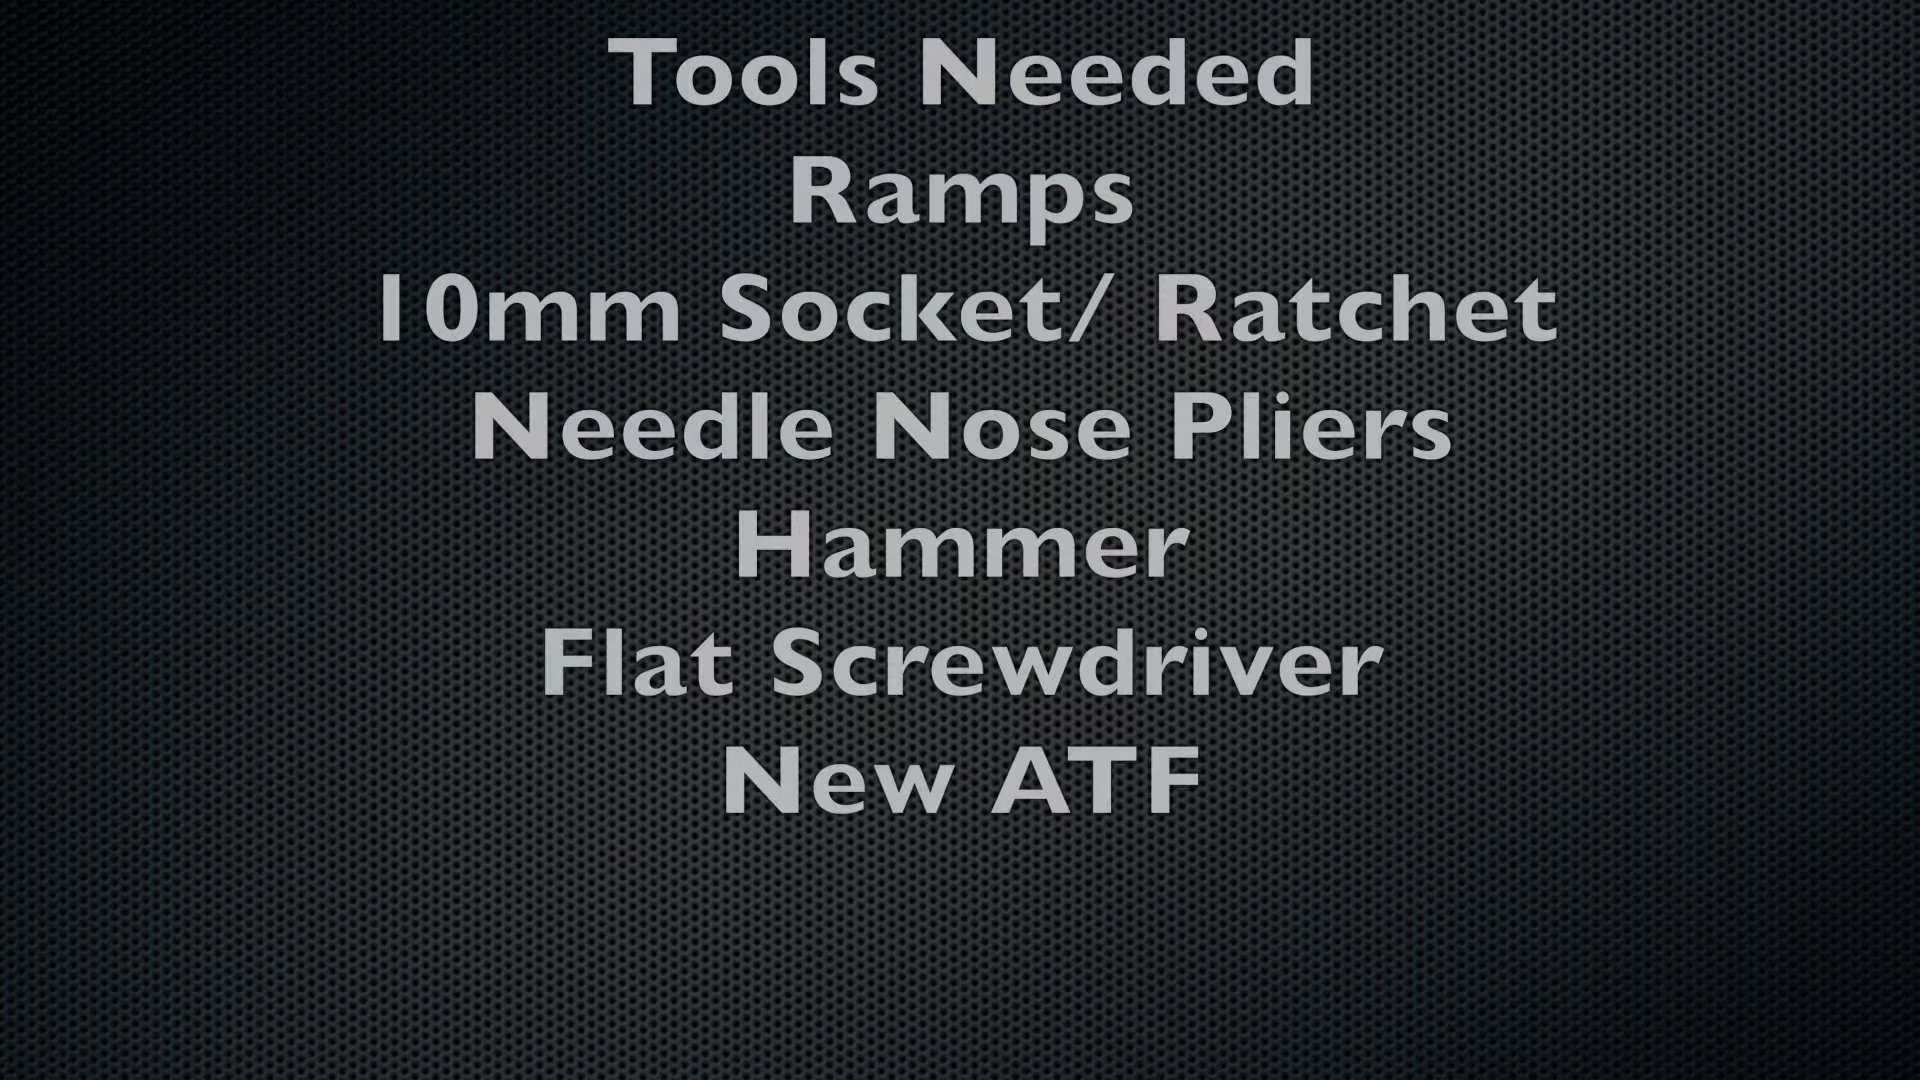 Tools Needed
Ramps
10mm Socket/ Ratchet
Needle Nose Pliers
Hammer
Flat Screwdriver
New ATF